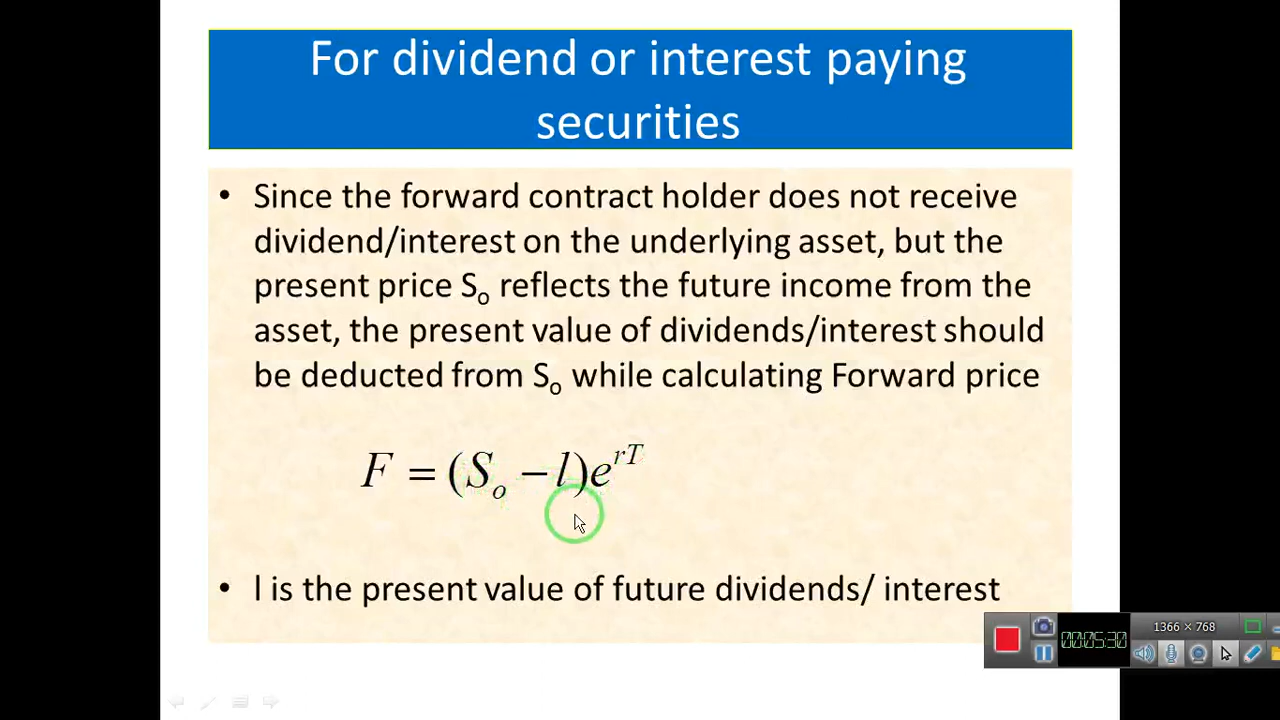 For dividend or interest paying
securities
• Since the forward contract holder does not receive
dividend/interest on the underlying asset, but the
present price So reflects the future income from the
asset, the present value of dividends/interest should
be deducted from So while calculating Forward price
F = (So − l)e^rT
• l is the present value of future dividends/ interest
1366 × 768
00:05:30